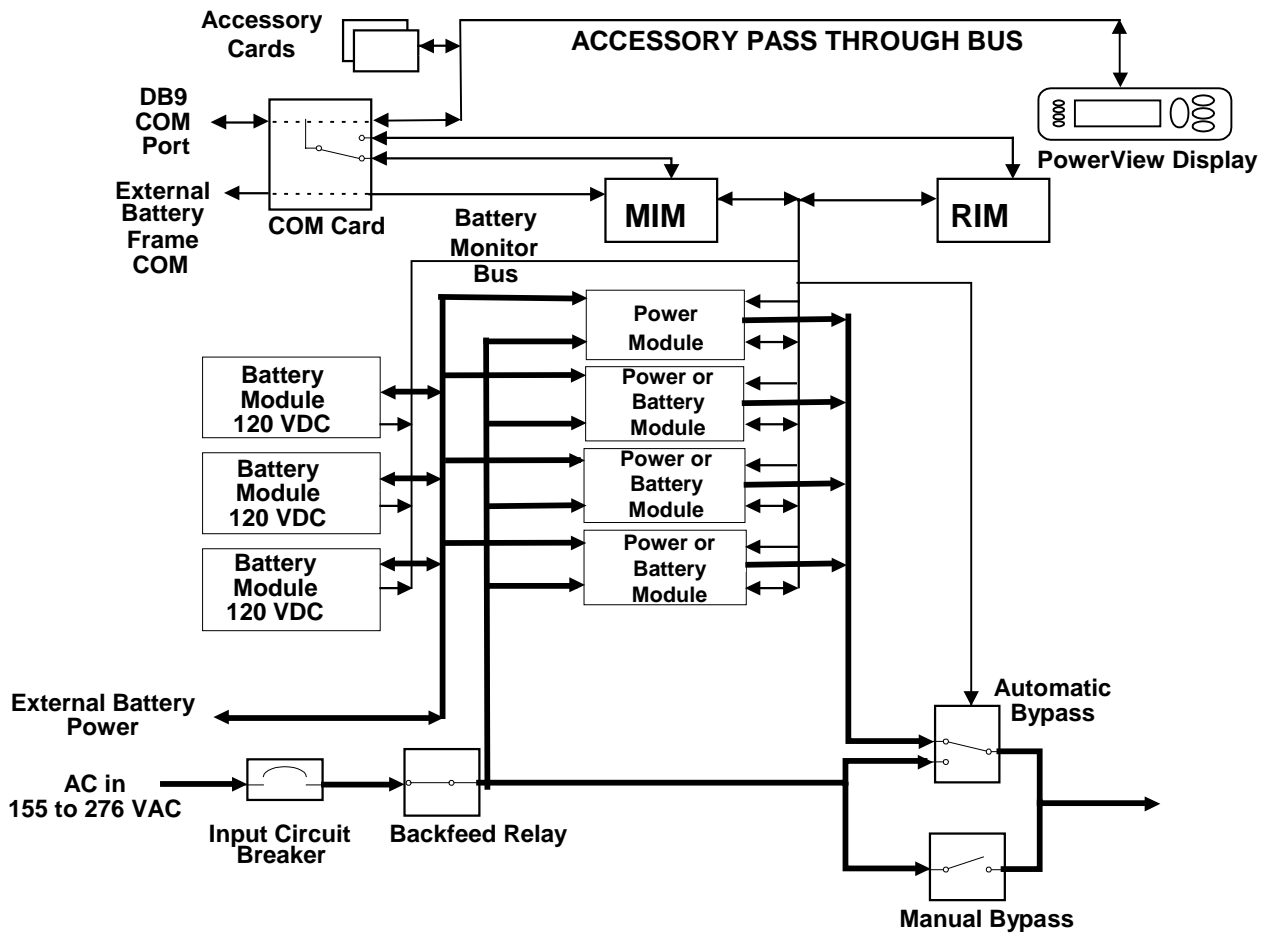 Accessory
Cards
ACCESSORY PASS THROUGH BUS
DB9
COM
Port
PowerView Display
External
Battery
Frame
COM
COM Card
MIM
RIM
Battery
Monitor
Bus
Power
Module
Battery
Module
120 VDC
Power or
Battery
Module
Battery
Module
120 VDC
Power or
Battery
Module
Battery
Module
120 VDC
Power or
Battery
Module
External Battery
Power
Automatic
Bypass
AC in
155 to 276 VAC
Input Circuit
Breaker
Backfeed Relay
Manual Bypass